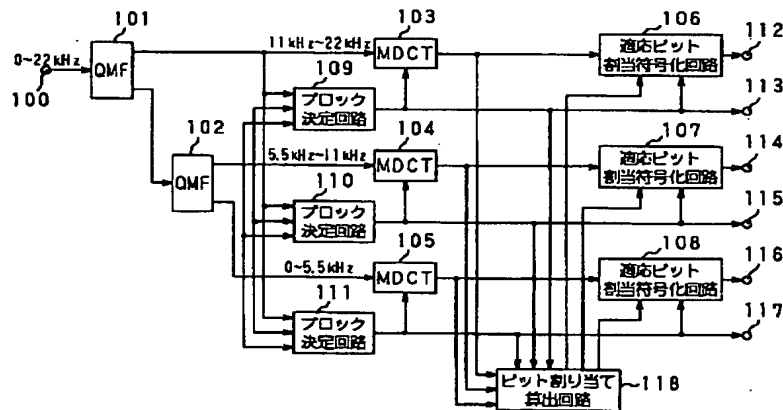 101
103
106
112
0~22kHz
QMF
11kHz~22kHz
MDCT
適応ビット
割当符号化回路
100
109
113
ブロック
決定回路
102
104
107
114
QMF
5.5kHz~11kHz
MDCT
適応ビット
割当符号化回路
110
115
ブロック
決定回路
105
108
116
0~5.5kHz
MDCT
適応ビット
割当符号化回路
111
117
ブロック
決定回路
ビット割り当て
算出回路
118